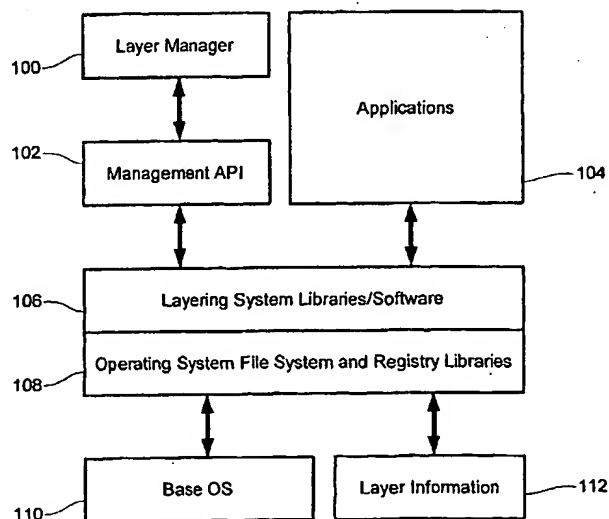 Layer Manager
100
Applications
102
Management API
104
106
Layering System Libraries/Software
Operating System File System and Registry Libraries
108
Base OS
Layer Information
110
112